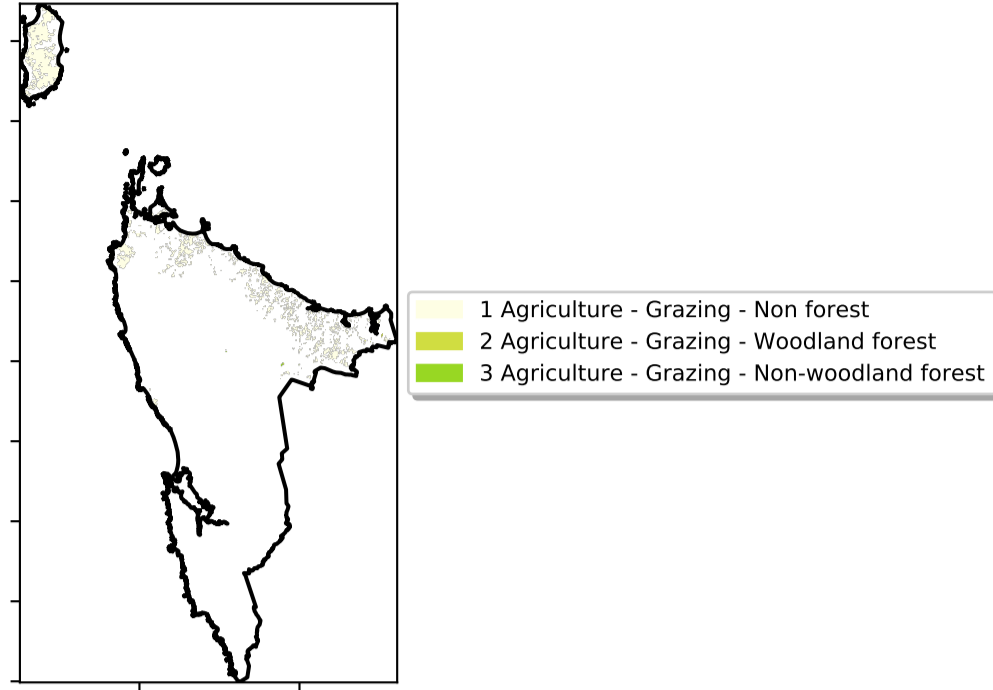 1 Agriculture - Grazing - Non forest
2 Agriculture - Grazing - Woodland forest
3 Agriculture - Grazing - Non-woodland forest